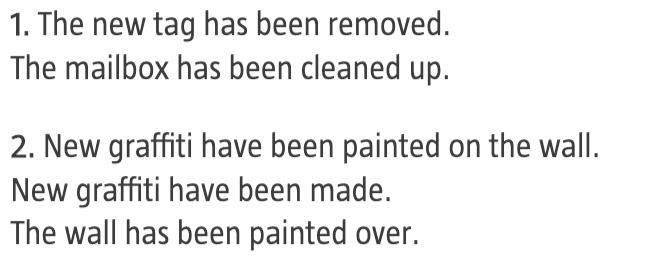 1. The new tag has been removed.
The mailbox has been cleaned up.
2. New graffiti have been painted on the wall.
New graffiti have been made.
The wall has been painted over.